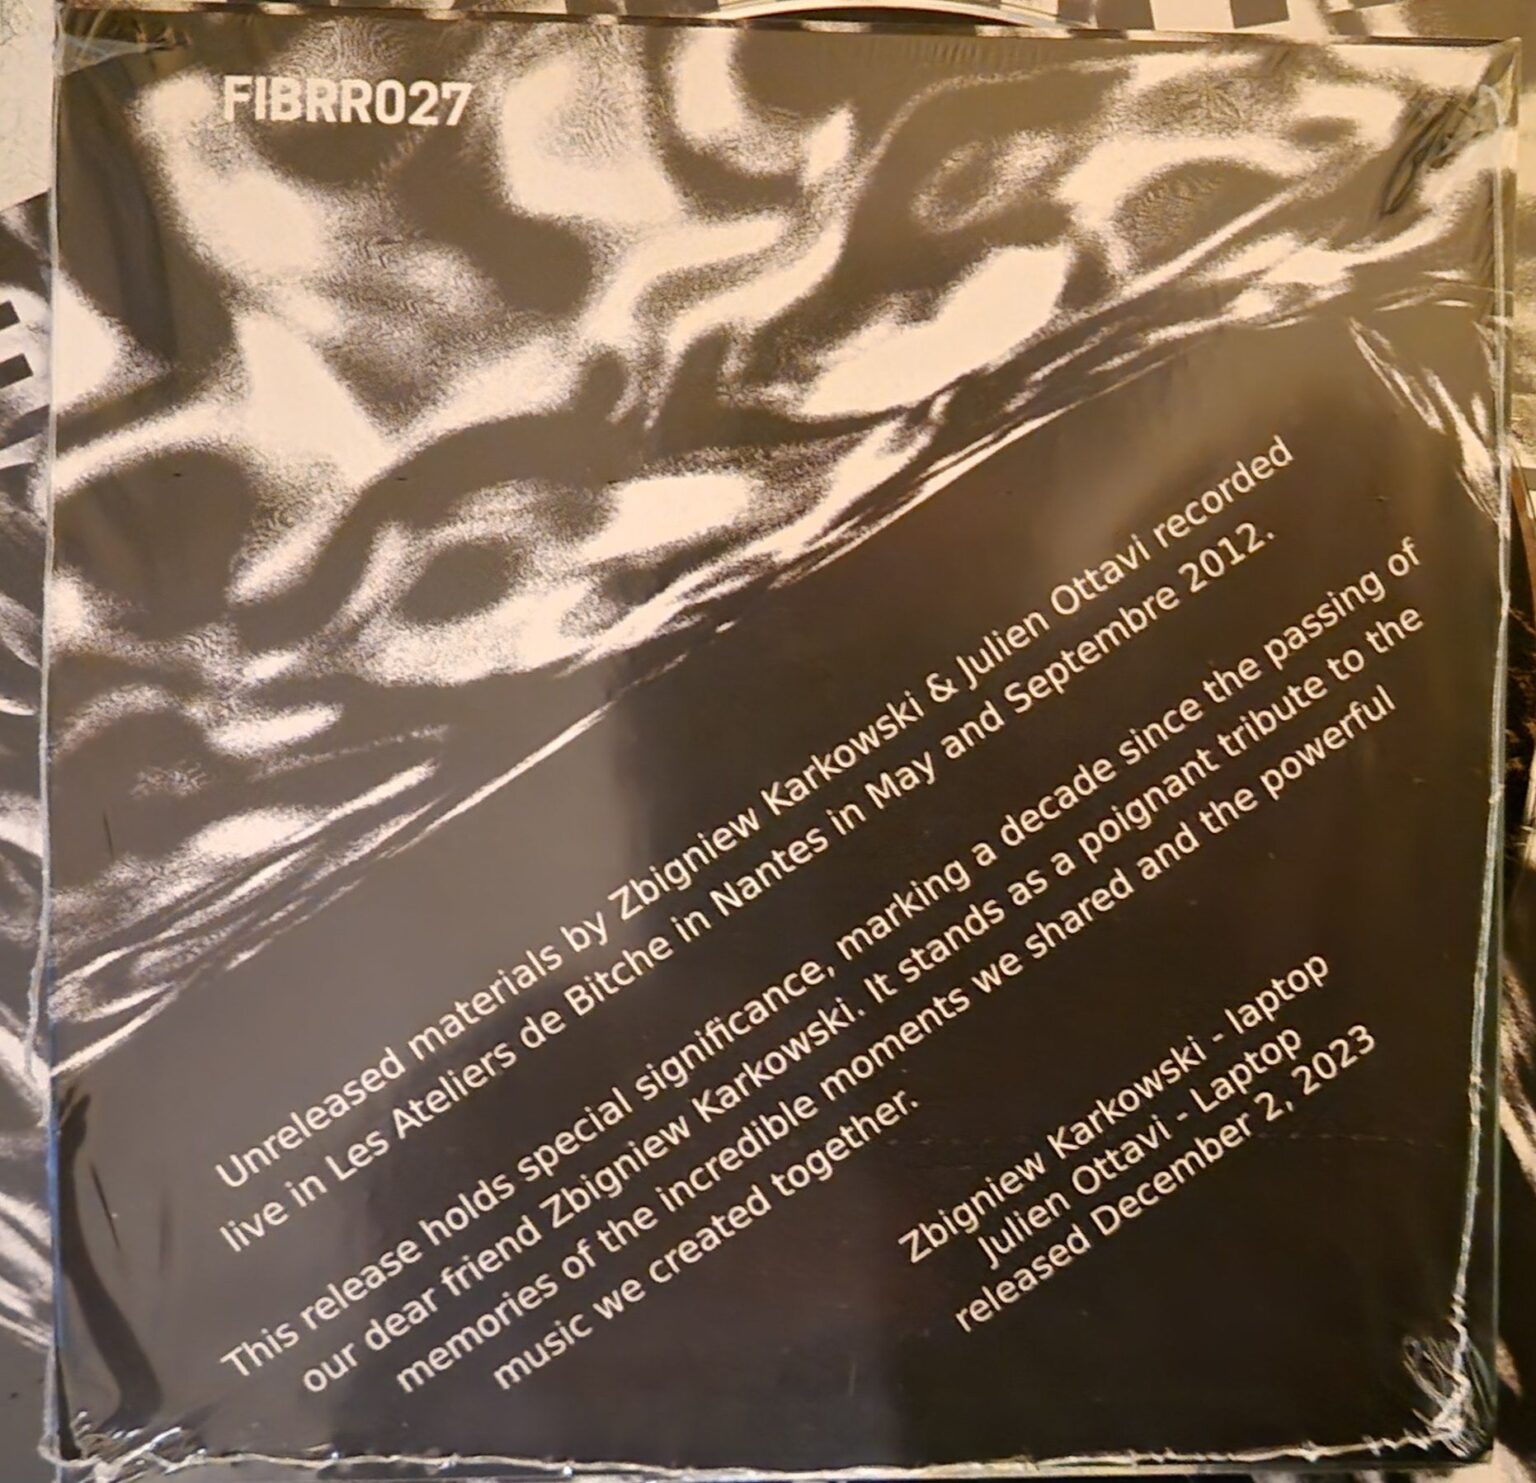 FIBRR027
Unreleased materials by Zbigniew Karkowski & Julien Ottavi recorded
live in Les Ateliers de Bitche in Nantes in May and Septembre 2012.
This release holds special significance, marking a decade since the passing of
our dear friend Zbigniew Karkowski. It stands as a poignant tribute to the
memories of the incredible moments we shared and the powerful
music we created together.
Zbigniew Karkowski - laptop
Julien Ottavi - Laptop
released December 2, 2023